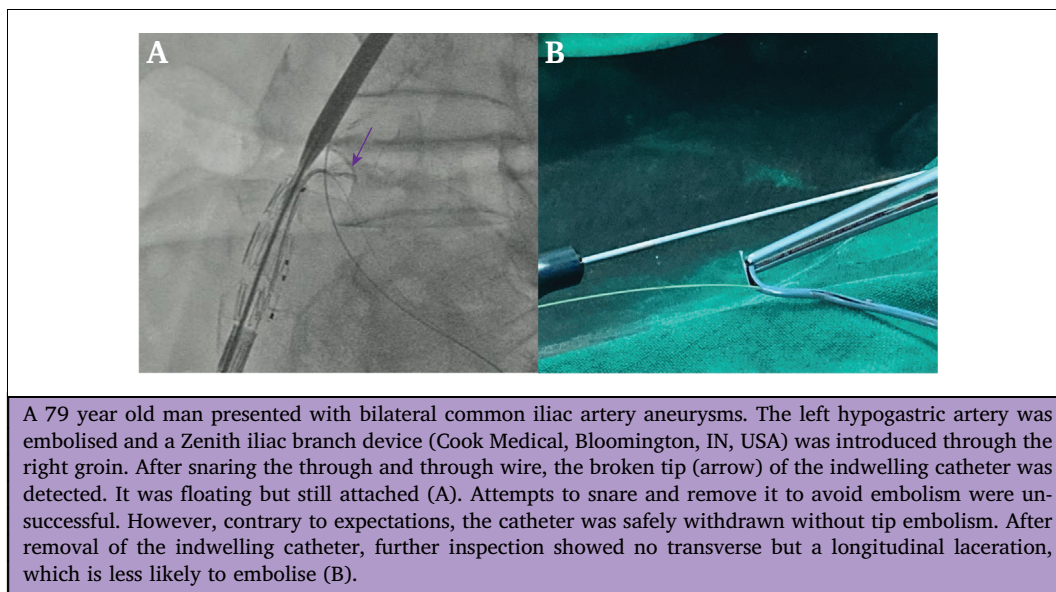 A
B
A 79 year old man presented with bilateral common iliac artery aneurysms. The left hypogastric artery was
embolised and a Zenith iliac branch device (Cook Medical, Bloomington, IN, USA) was introduced through the
right groin. After snaring the through and through wire, the broken tip (arrow) of the indwelling catheter was
detected. It was floating but still attached (A). Attempts to snare and remove it to avoid embolism were un-
successful. However, contrary to expectations, the catheter was safely withdrawn without tip embolism. After
removal of the indwelling catheter, further inspection showed no transverse but a longitudinal laceration,
which is less likely to embolise (B).